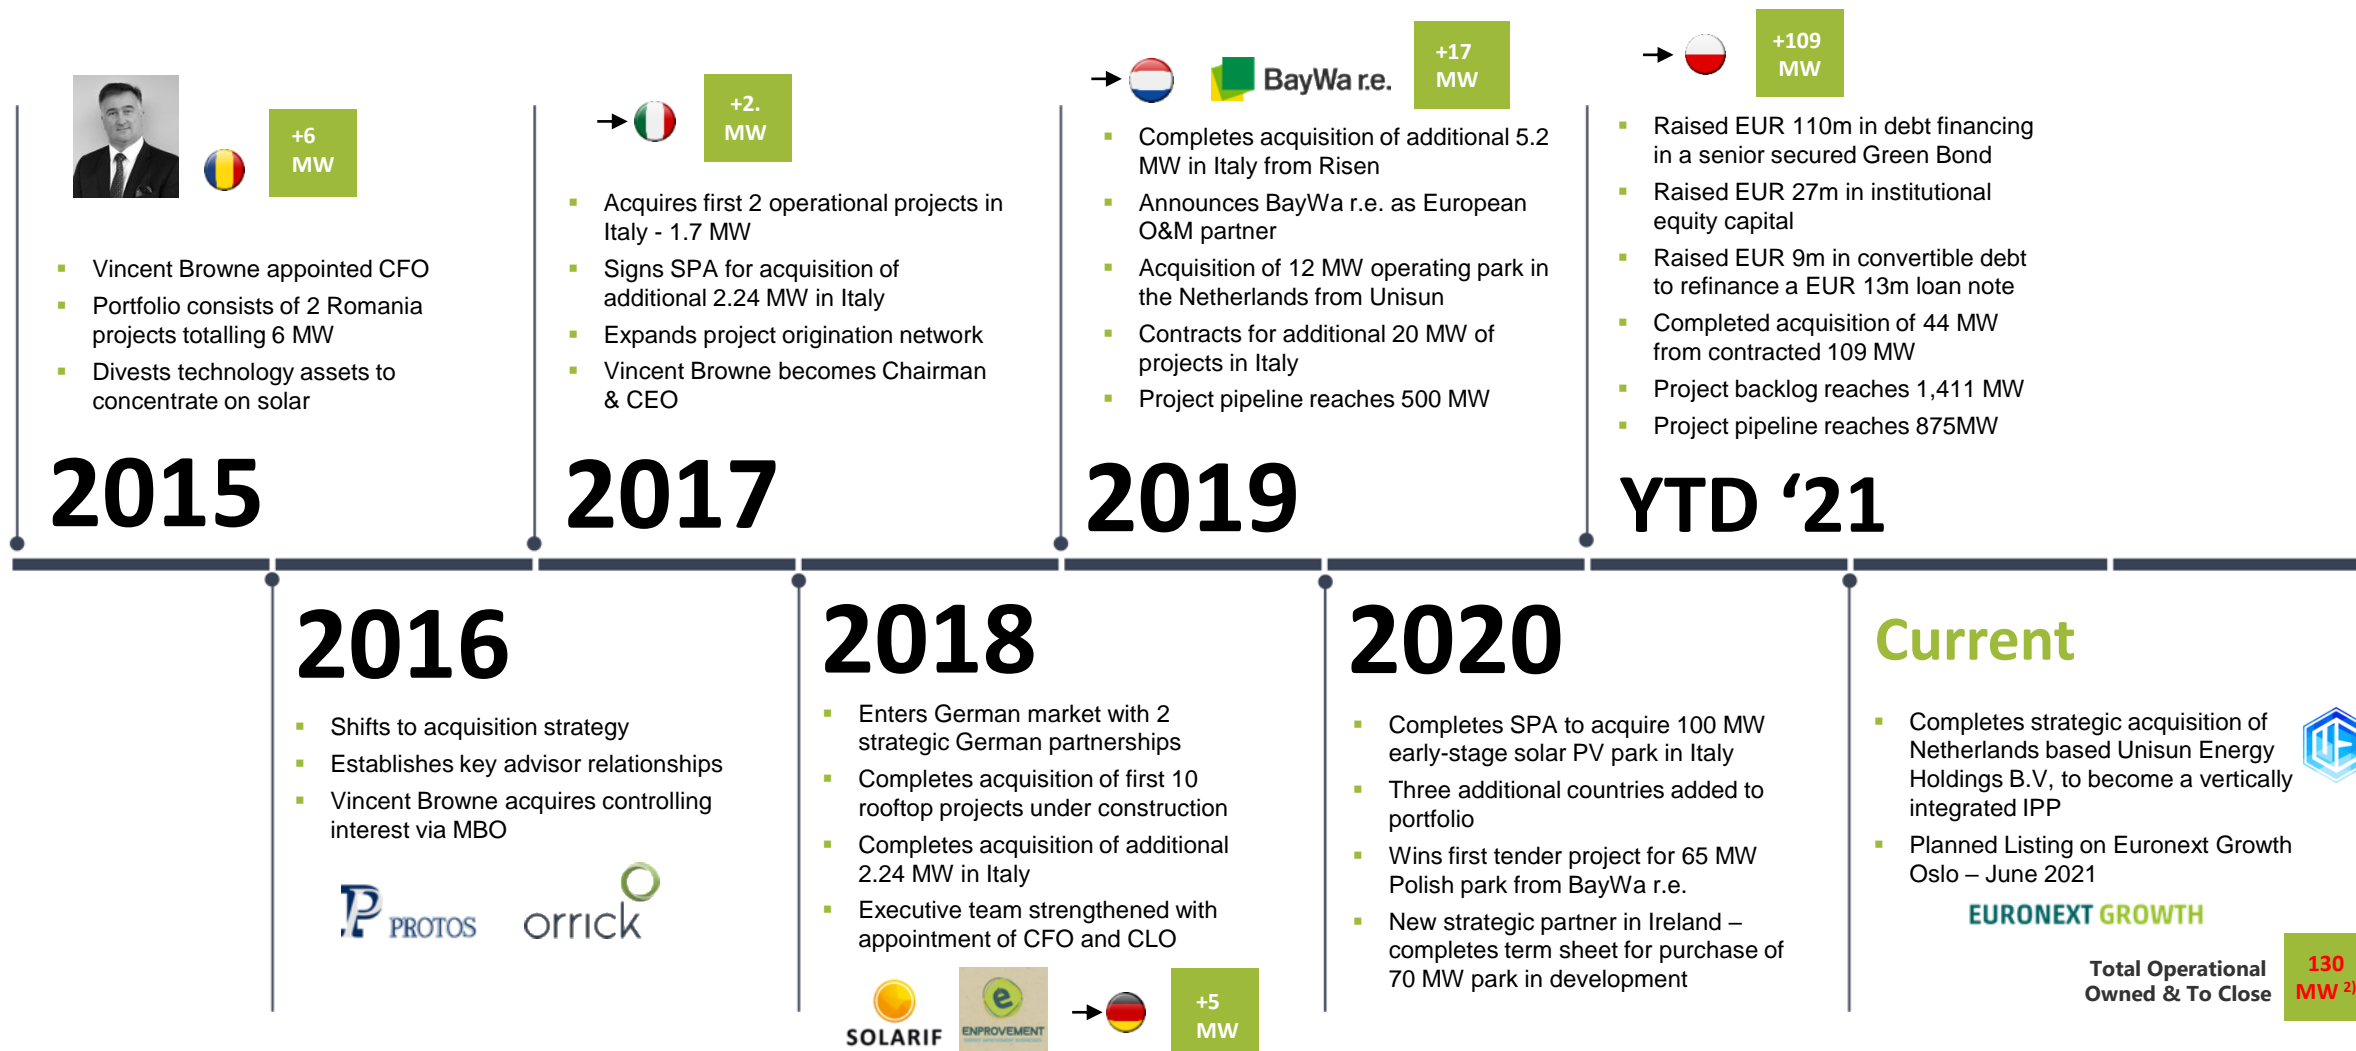 +6
MW
Vincent Browne appointed CFO
Portfolio consists of 2 Romania
projects totalling 6 MW
Divests technology assets to
concentrate on solar
2015
+2.
MW
Acquires first 2 operational projects in
Italy - 1.7 MW
Signs SPA for acquisition of
additional 2.24 MW in Italy
Expands project origination network
Vincent Browne becomes Chairman
& CEO
2017
BayWa r.e.
+17
MW
Completes acquisition of additional 5.2
MW in Italy from Risen
Announces BayWa r.e. as European
O&M partner
Acquisition of 12 MW operating park in
the Netherlands from Unisun
Contracts for additional 20 MW of
projects in Italy
Project pipeline reaches 500 MW
2019
+109
MW
Raised EUR 110m in debt financing
in a senior secured Green Bond
Raised EUR 27m in institutional
equity capital
Raised EUR 9m in convertible debt
to refinance a EUR 13m loan note
Completed acquisition of 44 MW
from contracted 109 MW
Project backlog reaches 1,411 MW
Project pipeline reaches 875MW
YTD ‘21
2016
Shifts to acquisition strategy
Establishes key advisor relationships
Vincent Browne acquires controlling
interest via MBO
P PROTOS
orrick
2018
Enters German market with 2
strategic German partnerships
Completes acquisition of first 10
rooftop projects under construction
Completes acquisition of additional
2.24 MW in Italy
Executive team strengthened with
appointment of CFO and CLO
SOLARIF
e
ENPROVEMENT
+5
MW
2020
Completes SPA to acquire 100 MW
early-stage solar PV park in Italy
Three additional countries added to
portfolio
Wins first tender project for 65 MW
Polish park from BayWa r.e.
New strategic partner in Ireland –
completes term sheet for purchase of
70 MW park in development
Current
Completes strategic acquisition of
Netherlands based Unisun Energy
Holdings B.V, to become a vertically
integrated IPP
UE
Planned Listing on Euronext Growth
Oslo – June 2021
EURONEXT GROWTH
Total Operational
Owned & To Close
130
MW 2)